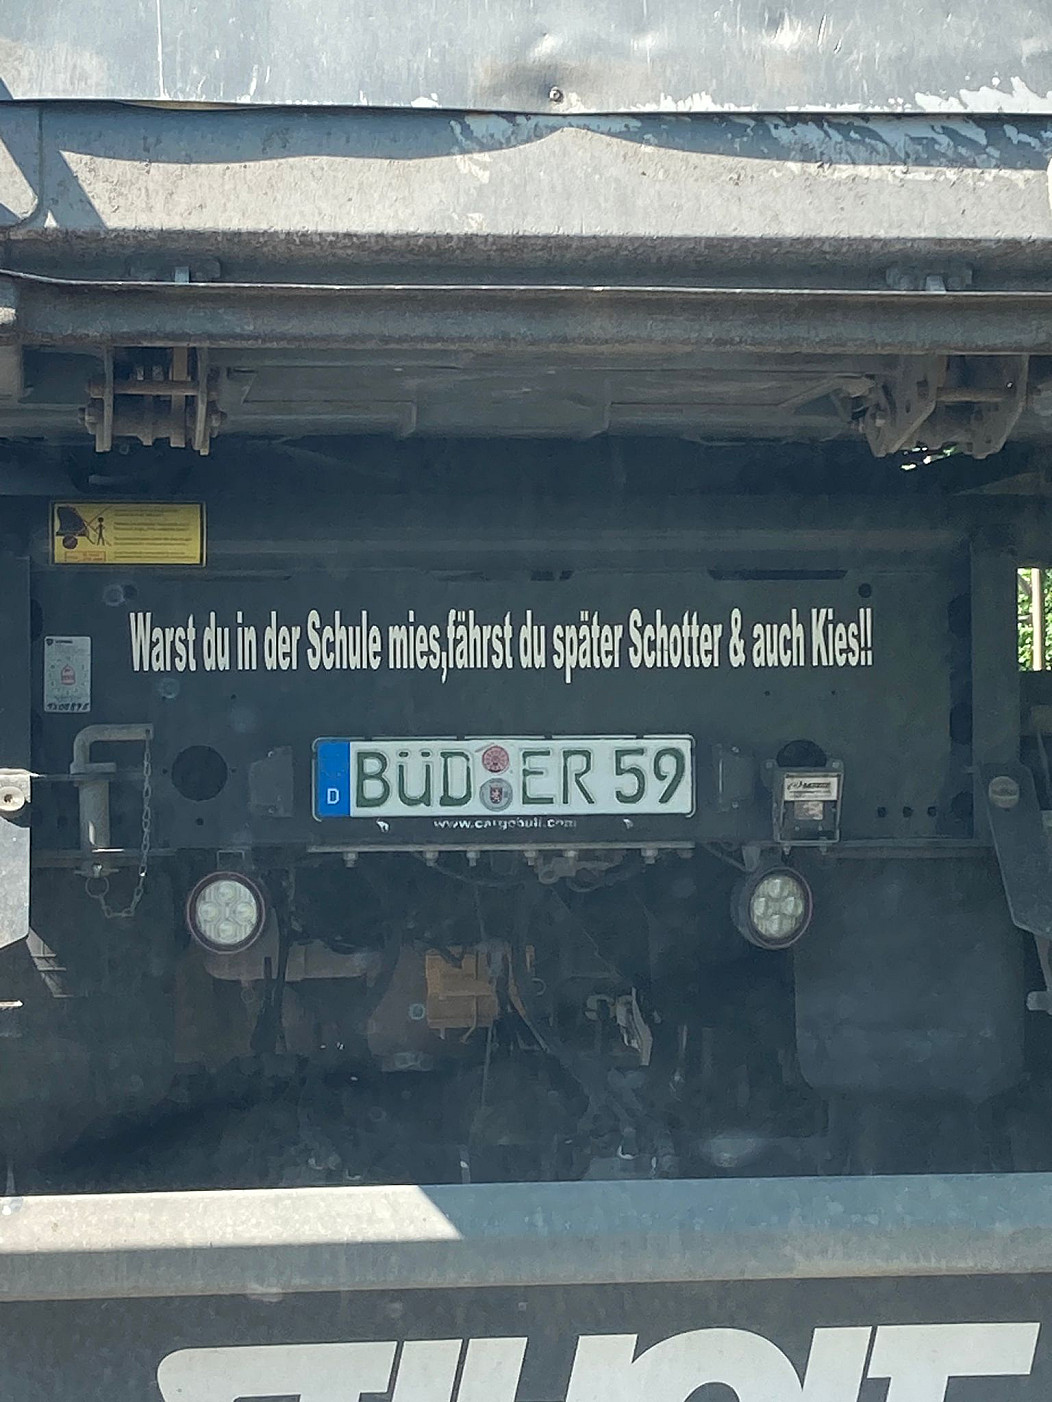 Warst du in der Schule mies,fährst du später Schotter & auch Kies!!
D
BÜD ER 59
www.cargobull.com